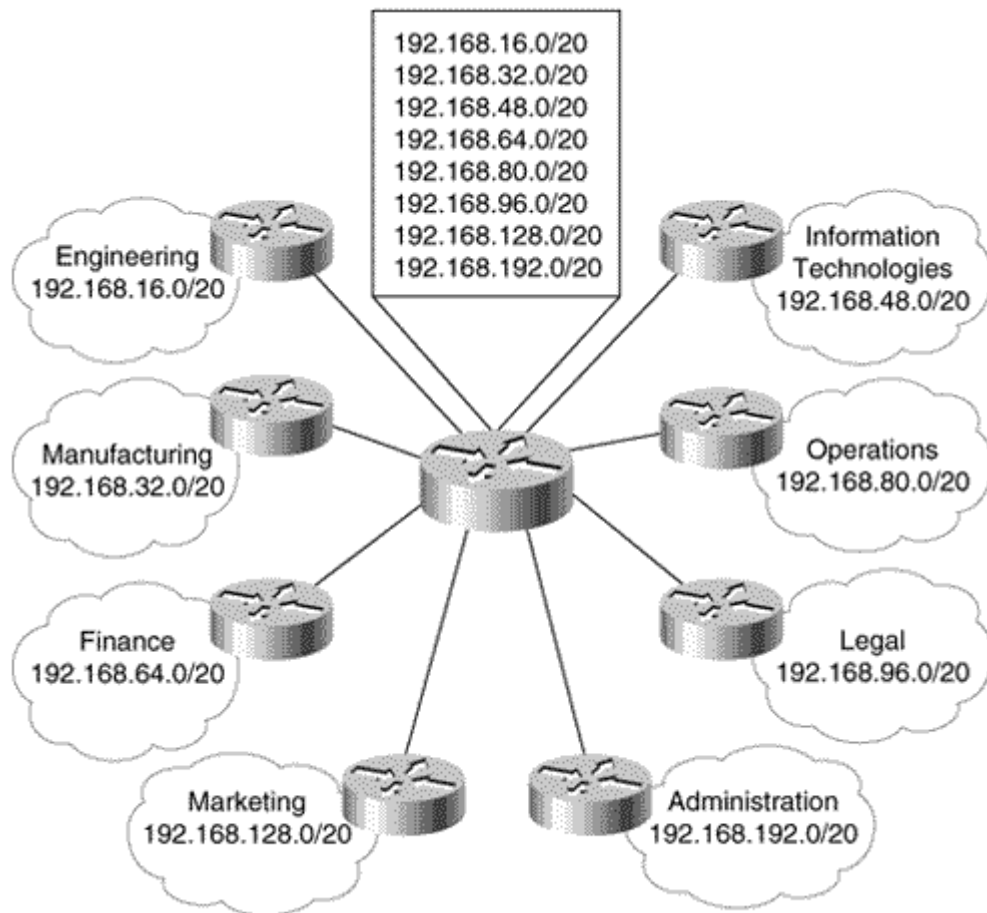 192.168.16.0/20
192.168.32.0/20
192.168.48.0/20
192.168.64.0/20
192.168.80.0/20
192.168.96.0/20
192.168.128.0/20
192.168.192.0/20
Engineering
192.168.16.0/20
Information
Technologies
192.168.48.0/20
Manufacturing
192.168.32.0/20
Operations
192.168.80.0/20
Finance
192.168.64.0/20
Legal
192.168.96.0/20
Marketing
192.168.128.0/20
Administration
192.168.192.0/20